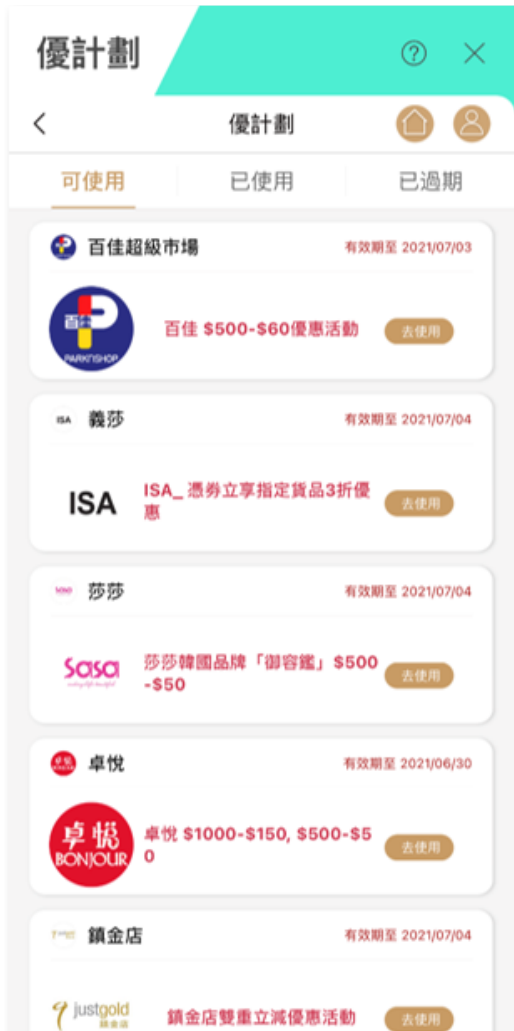 優計劃
優計劃
可使用 已使用 已過期
百佳超級市場 有效期至 2021/07/03
百佳
PARKNSHOP
百佳 $500-$60優惠活動 去使用
ISA 義莎 有效期至 2021/07/04
ISA
ISA_ 憑券立享指定貨品3折優
惠
去使用
sasa 莎莎 有效期至 2021/07/04
sasa
莎莎韓國品牌「御容鑑」$500
-$50
去使用
卓悅 有效期至 2021/06/30
卓悅
BONJOUR
卓悅 $1000-$150, $500-$5
0
去使用
鎮金店 有效期至 2021/07/04
justgold
鎮金店
鎮金店雙重立減優惠活動 去使用